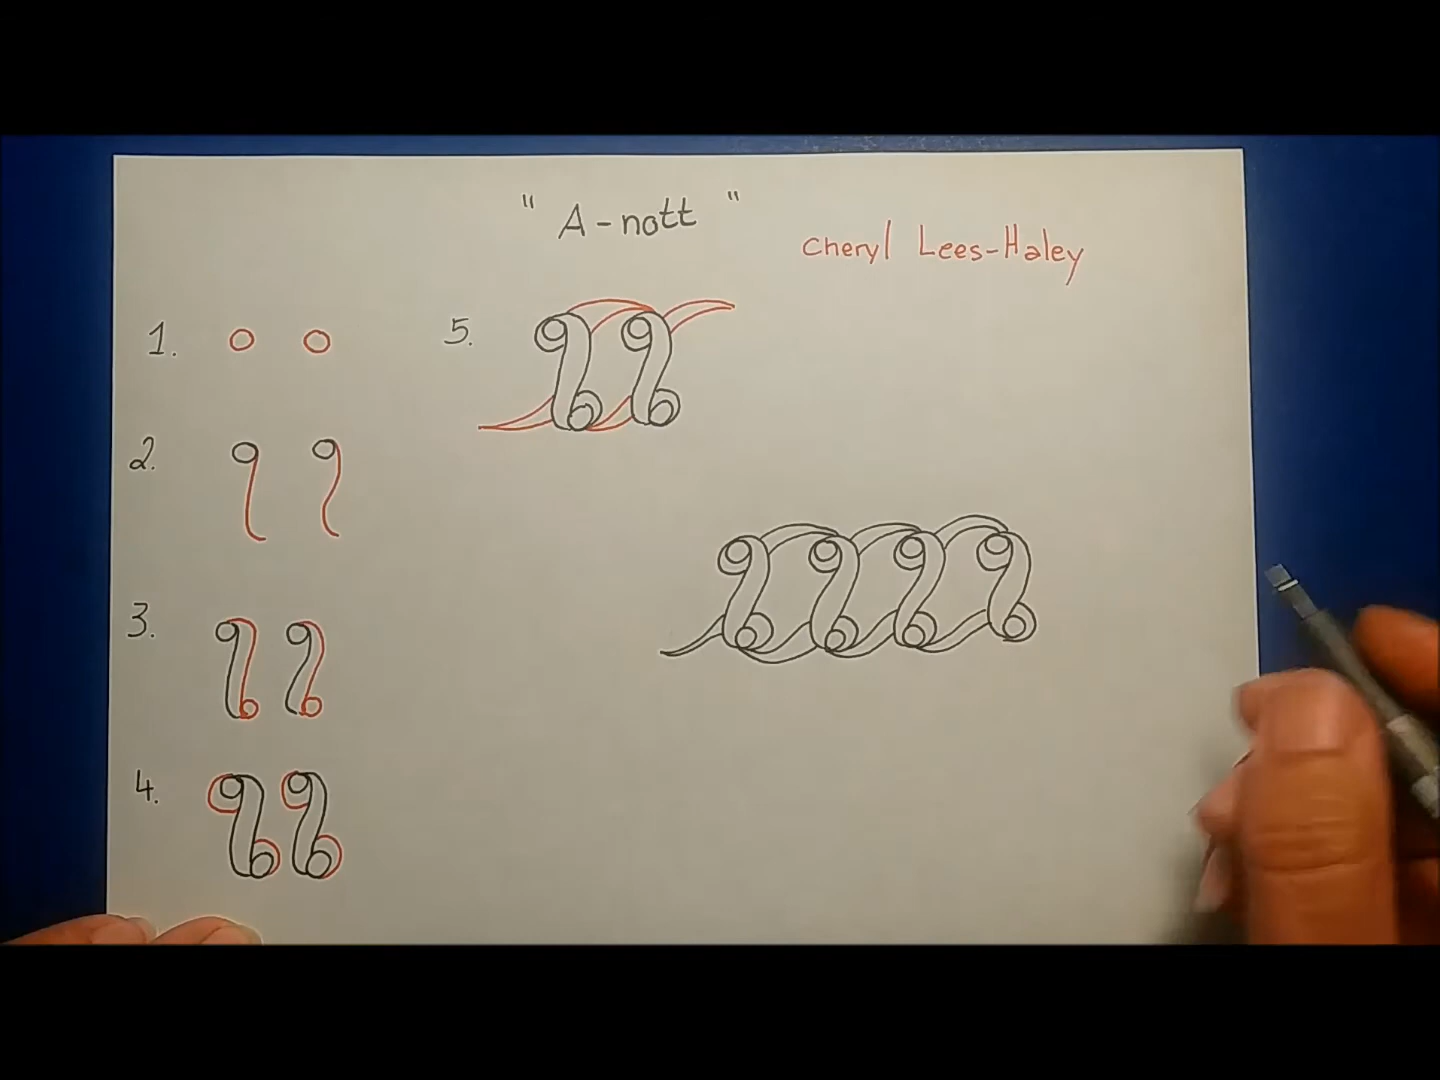 " A-nott "
Cheryl Lees-Haley
1.
2.
3.
4.
5.